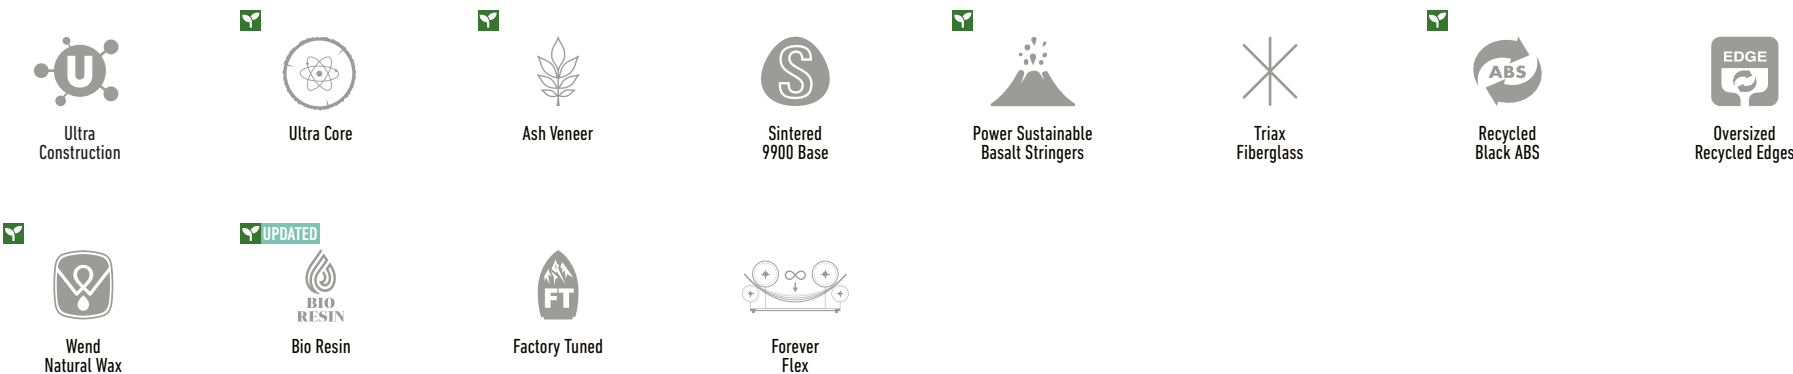 U
S
ABS
EDGE
Ultra
Construction
Ultra Core
Ash Veneer
Sintered
9900 Base
Power Sustainable
Basalt Stringers
Triax
Fiberglass
Recycled
Black ABS
Oversized
Recycled Edges
UPDATED
BIO
RESIN
FT
Wend
Natural Wax
Bio Resin
Factory Tuned
Forever
Flex